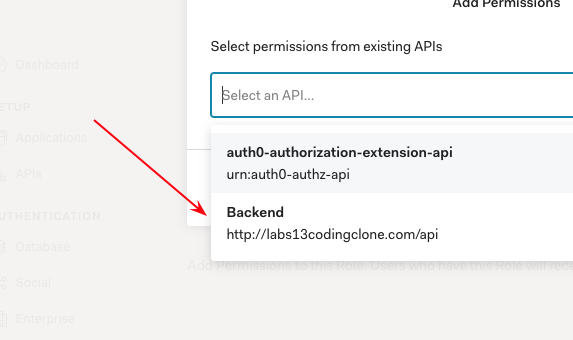 Add Permissions
Select permissions from existing APIs
Dashboard
Select an API...
ETUP
Applications
auth0-authorization-extension-api
urn:auth0-authz-api
APIs
Backend
UTHENTICATION
http://labs13codingclone.com/api
Database
Add Permissions to this Role. Users who have this Role will rec
Social
Enterprise